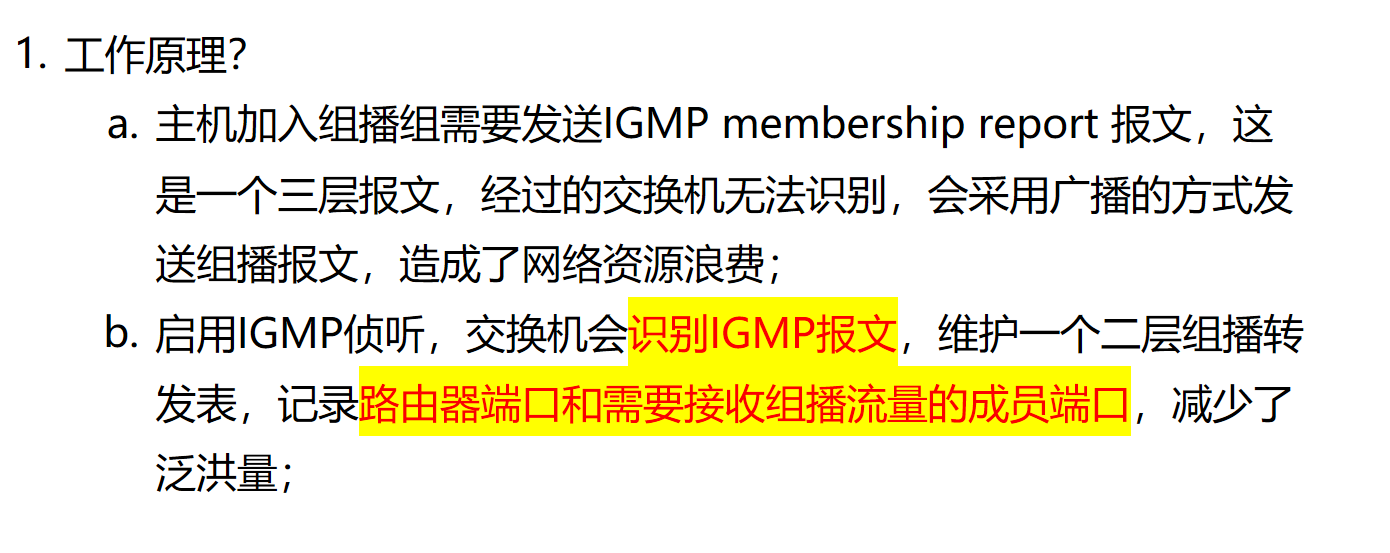 1. 工作原理？
a. 主机加入组播组需要发送IGMP membership report 报文，这
是一个三层报文，经过的交换机无法识别，会采用广播的方式发
送组播报文，造成了网络资源浪费；
b. 启用IGMP侦听，交换机会识别IGMP报文，维护一个二层组播转
发表，记录路由器端口和需要接收组播流量的成员端口，减少了
泛洪量；